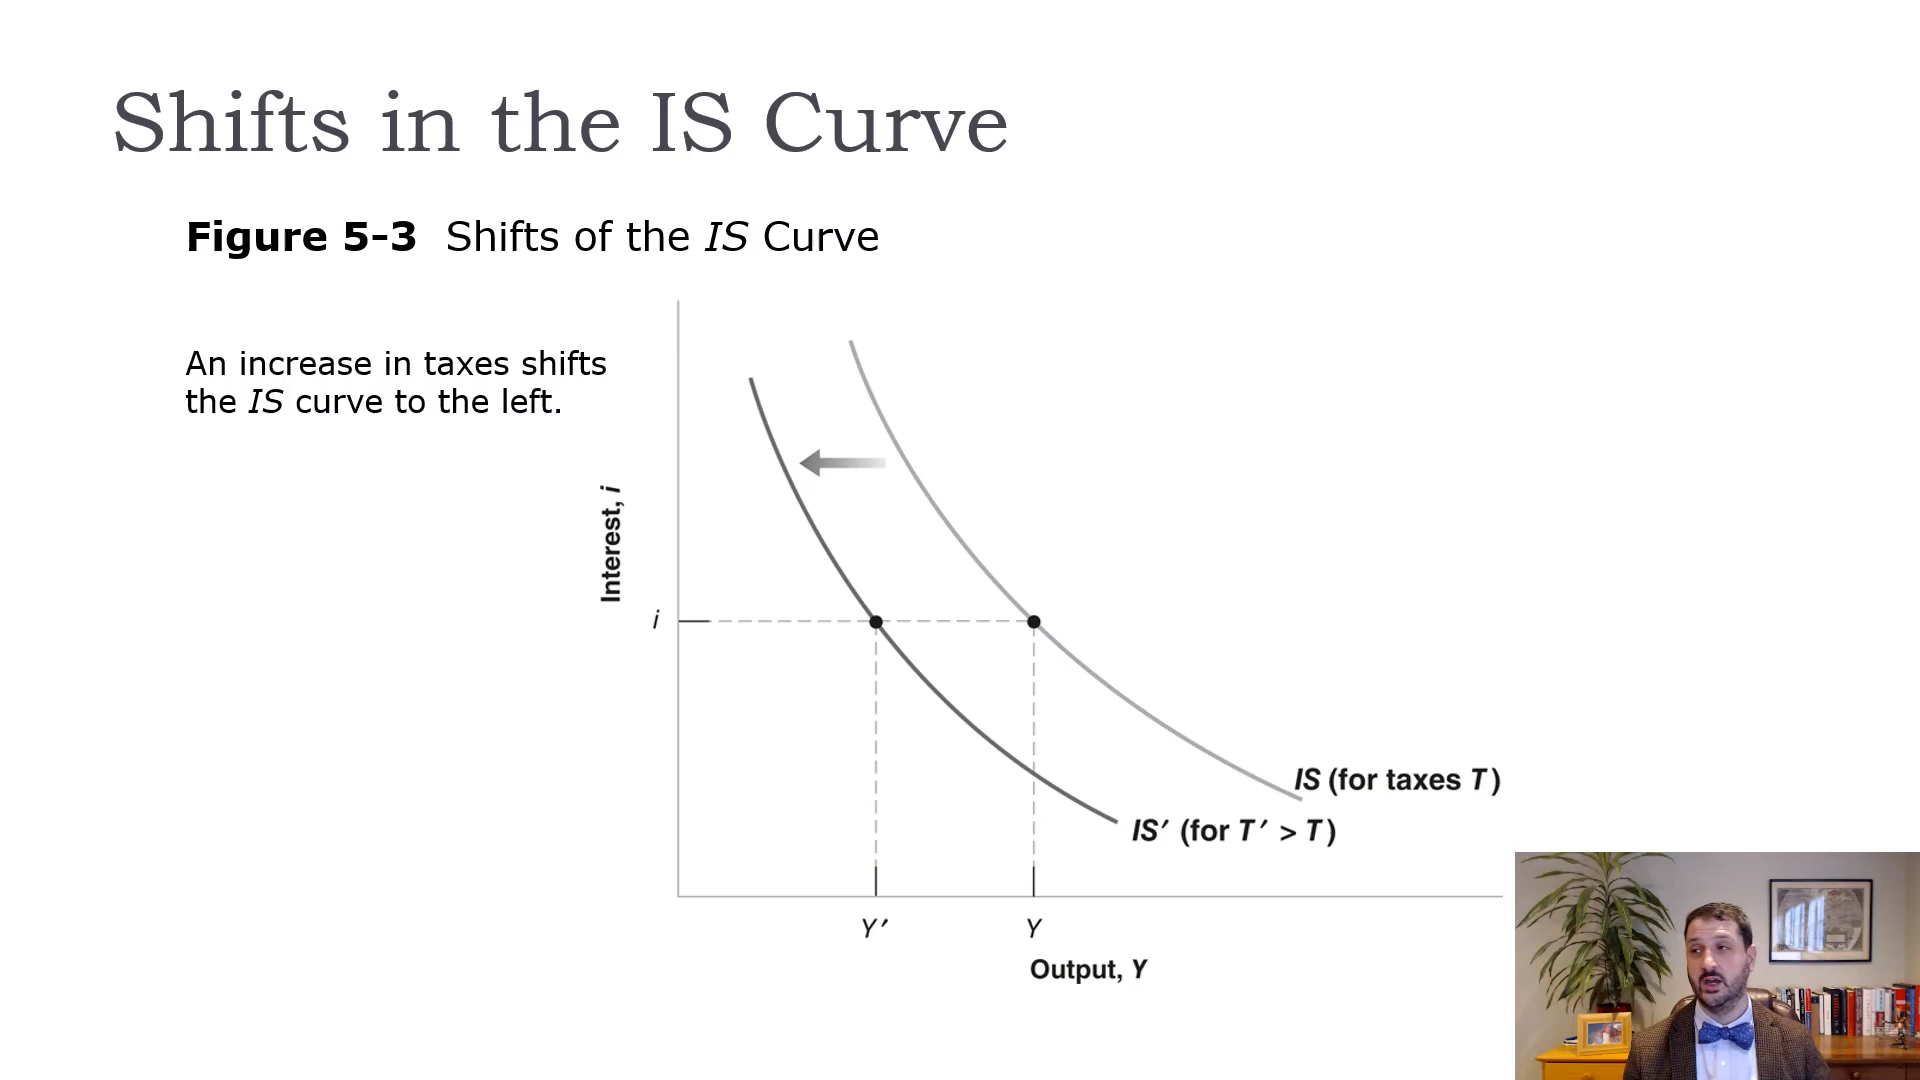 Shifts in the IS Curve
Figure 5-3 Shifts of the IS Curve
An increase in taxes shifts
the IS curve to the left.
Interest, i
i
IS (for taxes T)
IS′ (for T′ > T)
Y′
Y
Output, Y